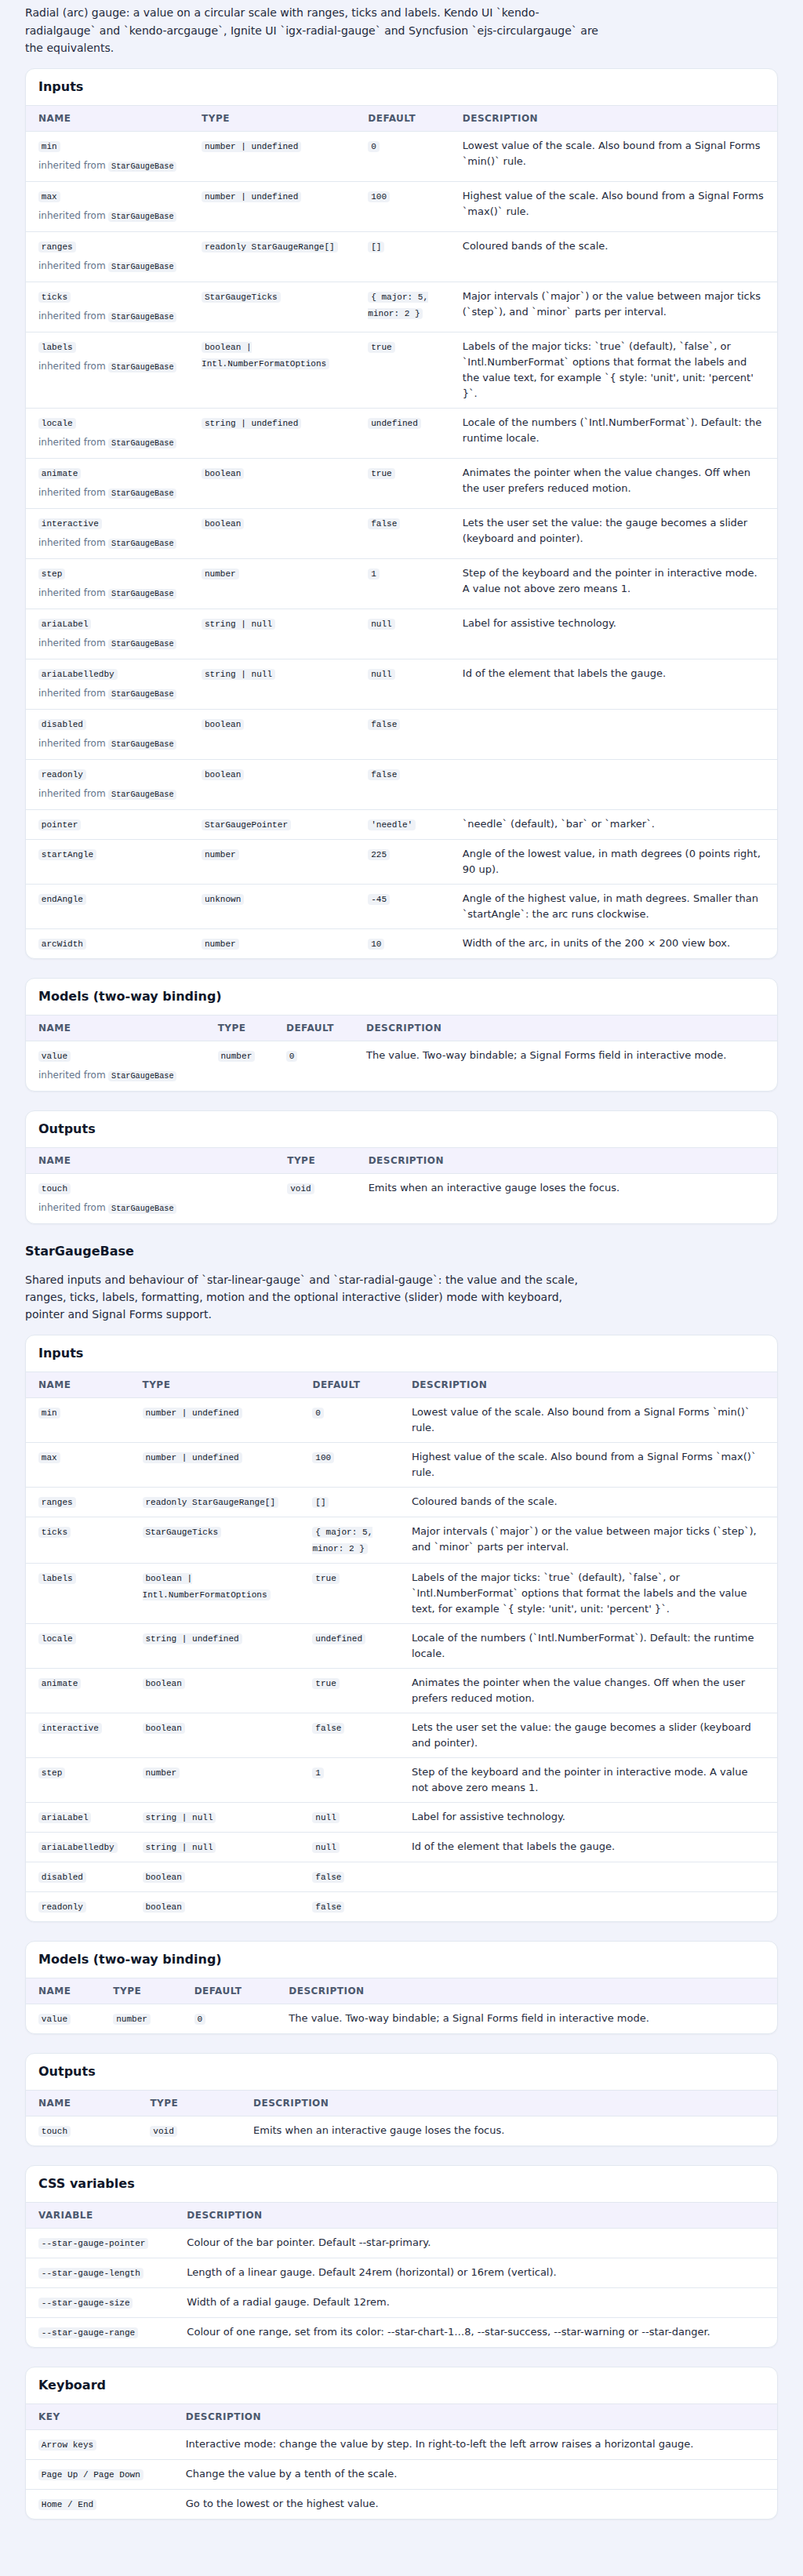 Radial (arc) gauge: a value on a circular scale with ranges, ticks and labels. Kendo UI `kendo-
radialgauge` and `kendo-arcgauge`, Ignite UI `igx-radial-gauge` and Syncfusion `ejs-circulargauge` are
the equivalents.
Inputs
NAME TYPE DEFAULT DESCRIPTION
min number | undefined 0 Lowest value of the scale. Also bound from a Signal Forms
inherited from StarGaugeBase `min()` rule.
max number | undefined 100 Highest value of the scale. Also bound from a Signal Forms
inherited from StarGaugeBase `max()` rule.
ranges readonly StarGaugeRange[] [] Coloured bands of the scale.
inherited from StarGaugeBase
ticks StarGaugeTicks { major: 5, Major intervals (`major`) or the value between major ticks
inherited from StarGaugeBase minor: 2 } (`step`), and `minor` parts per interval.
labels boolean | true Labels of the major ticks: `true` (default), `false`, or
inherited from StarGaugeBase Intl.NumberFormatOptions `Intl.NumberFormat` options that format the labels and
the value text, for example `{ style: 'unit', unit: 'percent'
}`.
locale string | undefined undefined Locale of the numbers (`Intl.NumberFormat`). Default: the
inherited from StarGaugeBase runtime locale.
animate boolean true Animates the pointer when the value changes. Off when
inherited from StarGaugeBase the user prefers reduced motion.
interactive boolean false Lets the user set the value: the gauge becomes a slider
inherited from StarGaugeBase (keyboard and pointer).
step number 1 Step of the keyboard and the pointer in interactive mode.
inherited from StarGaugeBase A value not above zero means 1.
ariaLabel string | null null Label for assistive technology.
inherited from StarGaugeBase
ariaLabelledby string | null null Id of the element that labels the gauge.
inherited from StarGaugeBase
disabled boolean false
inherited from StarGaugeBase
readonly boolean false
inherited from StarGaugeBase
pointer StarGaugePointer 'needle' `needle` (default), `bar` or `marker`.
startAngle number 225 Angle of the lowest value, in math degrees (0 points right,
90 up).
endAngle unknown -45 Angle of the highest value, in math degrees. Smaller than
`startAngle`: the arc runs clockwise.
arcWidth number 10 Width of the arc, in units of the 200 × 200 view box.
Models (two-way binding)
NAME TYPE DEFAULT DESCRIPTION
value number 0 The value. Two-way bindable; a Signal Forms field in interactive mode.
inherited from StarGaugeBase
Outputs
NAME TYPE DESCRIPTION
touch void Emits when an interactive gauge loses the focus.
inherited from StarGaugeBase
StarGaugeBase
Shared inputs and behaviour of `star-linear-gauge` and `star-radial-gauge`: the value and the scale,
ranges, ticks, labels, formatting, motion and the optional interactive (slider) mode with keyboard,
pointer and Signal Forms support.
Inputs
NAME TYPE DEFAULT DESCRIPTION
min number | undefined 0 Lowest value of the scale. Also bound from a Signal Forms `min()`
rule.
max number | undefined 100 Highest value of the scale. Also bound from a Signal Forms `max()`
rule.
ranges readonly StarGaugeRange[] [] Coloured bands of the scale.
ticks StarGaugeTicks { major: 5, Major intervals (`major`) or the value between major ticks (`step`),
minor: 2 } and `minor` parts per interval.
labels boolean | true Labels of the major ticks: `true` (default), `false`, or
Intl.NumberFormatOptions `Intl.NumberFormat` options that format the labels and the value
text, for example `{ style: 'unit', unit: 'percent' }`.
locale string | undefined undefined Locale of the numbers (`Intl.NumberFormat`). Default: the runtime
locale.
animate boolean true Animates the pointer when the value changes. Off when the user
prefers reduced motion.
interactive boolean false Lets the user set the value: the gauge becomes a slider (keyboard
and pointer).
step number 1 Step of the keyboard and the pointer in interactive mode. A value
not above zero means 1.
ariaLabel string | null null Label for assistive technology.
ariaLabelledby string | null null Id of the element that labels the gauge.
disabled boolean false
readonly boolean false
Models (two-way binding)
NAME TYPE DEFAULT DESCRIPTION
value number 0 The value. Two-way bindable; a Signal Forms field in interactive mode.
Outputs
NAME TYPE DESCRIPTION
touch void Emits when an interactive gauge loses the focus.
CSS variables
VARIABLE DESCRIPTION
--star-gauge-pointer Colour of the bar pointer. Default --star-primary.
--star-gauge-length Length of a linear gauge. Default 24rem (horizontal) or 16rem (vertical).
--star-gauge-size Width of a radial gauge. Default 12rem.
--star-gauge-range Colour of one range, set from its color: --star-chart-1…8, --star-success, --star-warning or --star-danger.
Keyboard
KEY DESCRIPTION
Arrow keys Interactive mode: change the value by step. In right-to-left the left arrow raises a horizontal gauge.
Page Up / Page Down Change the value by a tenth of the scale.
Home / End Go to the lowest or the highest value.